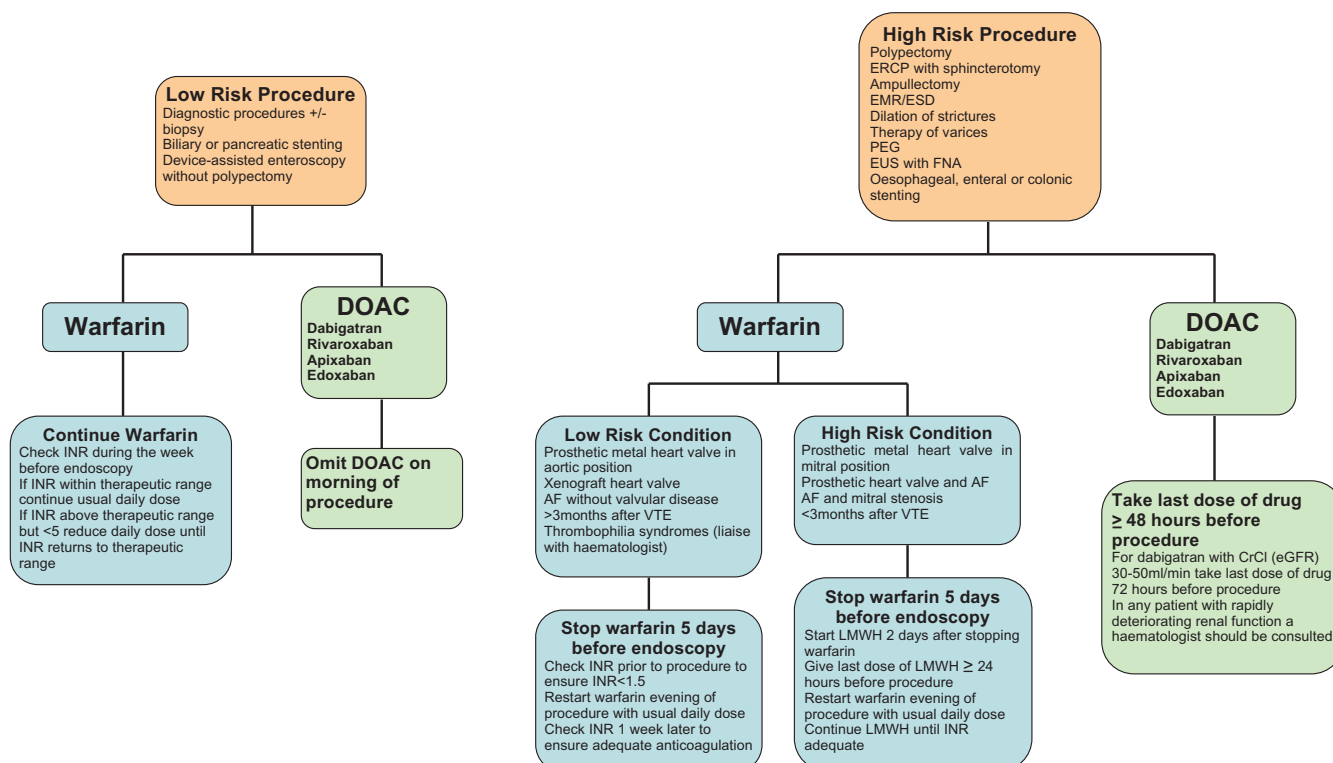 Low Risk Procedure
Diagnostic procedures +/-
biopsy
Biliary or pancreatic stenting
Device-assisted enteroscopy
without polypectomy
High Risk Procedure
Polypectomy
ERCP with sphincterotomy
Ampullectomy
EMR/ESD
Dilation of strictures
Therapy of varices
PEG
EUS with FNA
Oesophageal, enteral or colonic
stenting
Warfarin
DOAC
Dabigatran
Rivaroxaban
Apixaban
Edoxaban
Warfarin
DOAC
Dabigatran
Rivaroxaban
Apixaban
Edoxaban
Continue Warfarin
Check INR during the week
before endoscopy
If INR within therapeutic range
continue usual daily dose
If INR above therapeutic range
but <5 reduce daily dose until
INR returns to therapeutic
range
Omit DOAC on
morning of
procedure
Low Risk Condition
Prosthetic metal heart valve in
aortic position
Xenograft heart valve
AF without valvular disease
>3months after VTE
Thrombophilia syndromes (liaise
with haematologist)
High Risk Condition
Prosthetic metal heart valve in
mitral position
Prosthetic heart valve and AF
AF and mitral stenosis
<3months after VTE
Take last dose of drug
≥ 48 hours before
procedure
For dabigatran with CrCl (eGFR)
30-50ml/min take last dose of drug
72 hours before procedure
In any patient with rapidly
deteriorating renal function a
haematologist should be consulted
Stop warfarin 5 days
before endoscopy
Check INR prior to procedure to
ensure INR<1.5
Restart warfarin evening of
procedure with usual daily dose
Check INR 1 week later to
ensure adequate anticoagulation
Stop warfarin 5 days
before endoscopy
Start LMWH 2 days after stopping
warfarin
Give last dose of LMWH ≥ 24
hours before procedure
Restart warfarin evening of
procedure with usual daily dose
Continue LMWH until INR
adequate